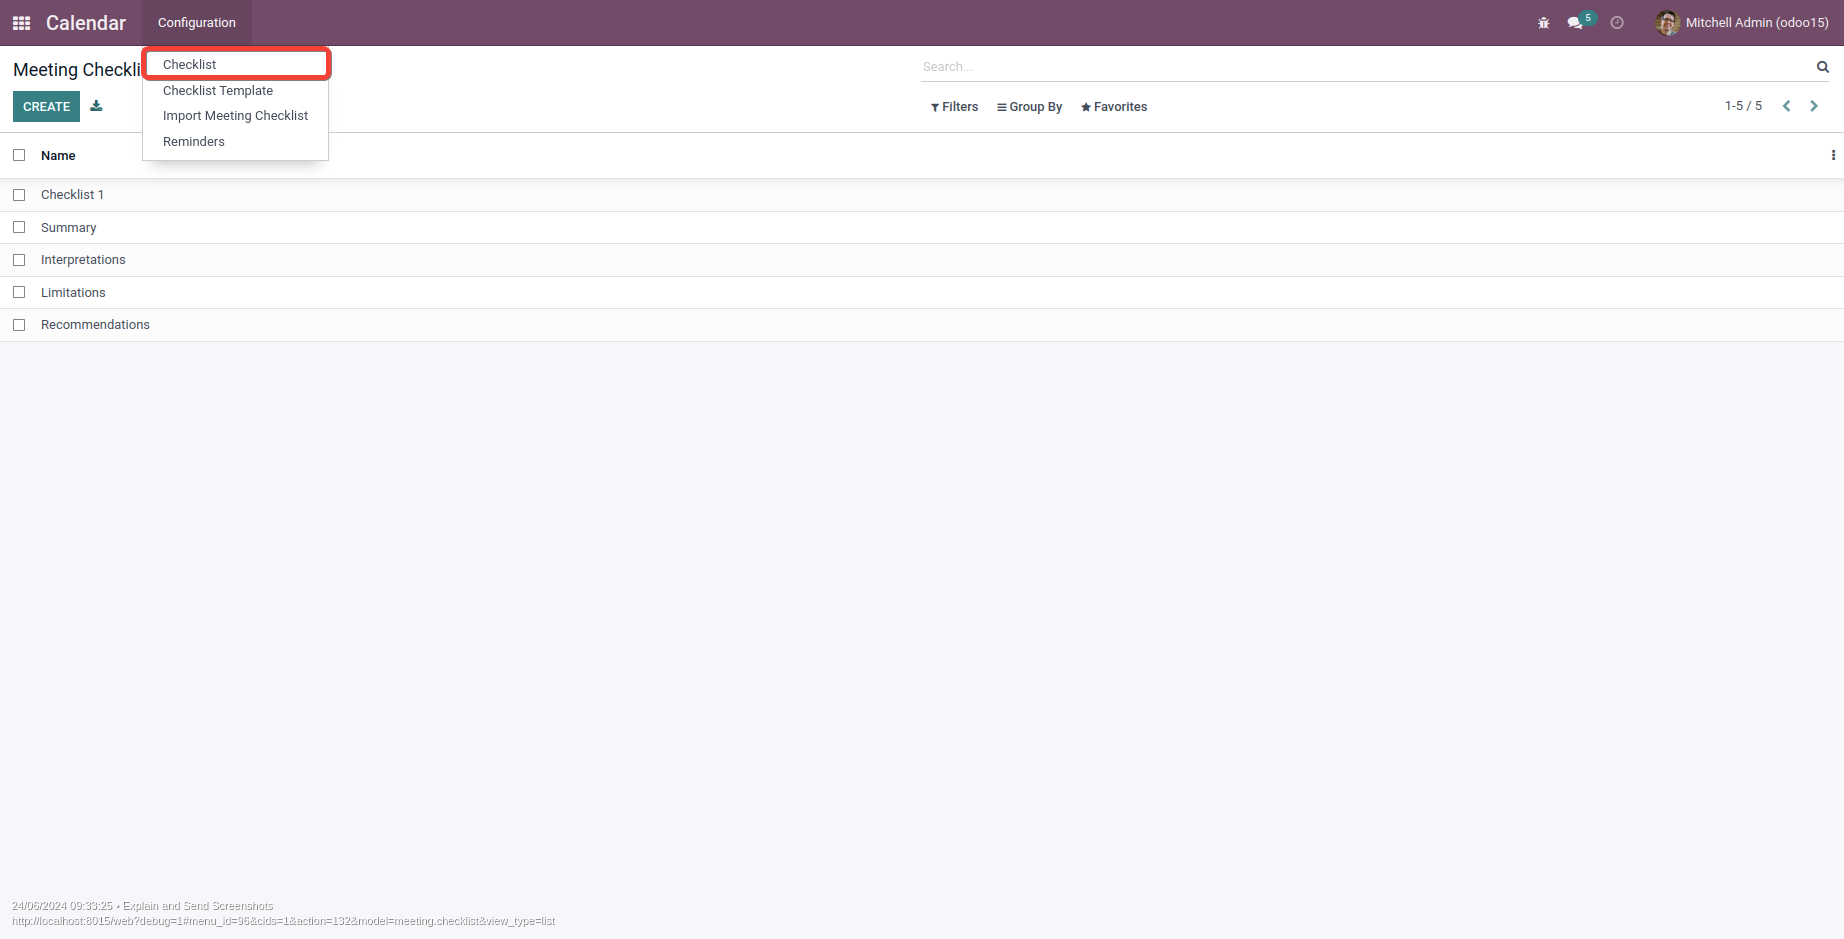 Calendar Configuration 5 Mitchell Admin (odoo15)
Meeting Checkli
Search...
Checklist
Checklist Template
Import Meeting Checklist
Reminders
CREATE
Filters Group By Favorites 1-5 / 5
Name
Checklist 1
Summary
Interpretations
Limitations
Recommendations
24/06/2024 09:33:25 • Explain and Send Screenshots
http://localhost:8015/web?debug=1#menu_id=96&cids=1&action=132&model=meeting.checklist&view_type=list